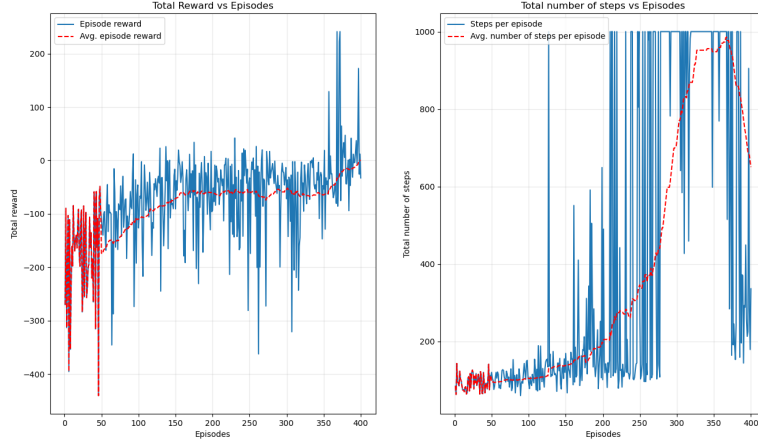 Total Reward vs Episodes
Episode reward
Avg. episode reward
Total reward
200
100
0
−100
−200
−300
−400
0 50 100 150 200 250 300 350 400
Episodes
Total number of steps vs Episodes
Steps per episode
Avg. number of steps per episode
Total number of steps
1000
800
600
400
200
0 50 100 150 200 250 300 350 400
Episodes